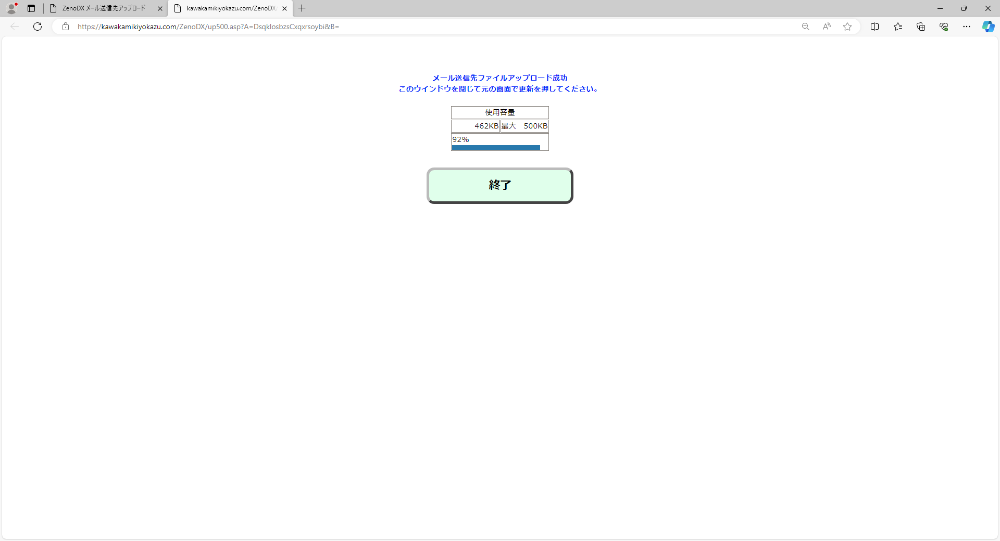 ZenoDX メール送信先アップロード
kawakamikiyokazu.com/ZenoDX
https://kawakamikiyokazu.com/ZenoDX/up500.asp?A=DsqklosbzsCxqxrsoybi&B=
メール送信先ファイルアップロード成功
このウインドウを閉じて元の画面で更新を押してください。
使用容量
462KB 最大 500KB
92%
終了